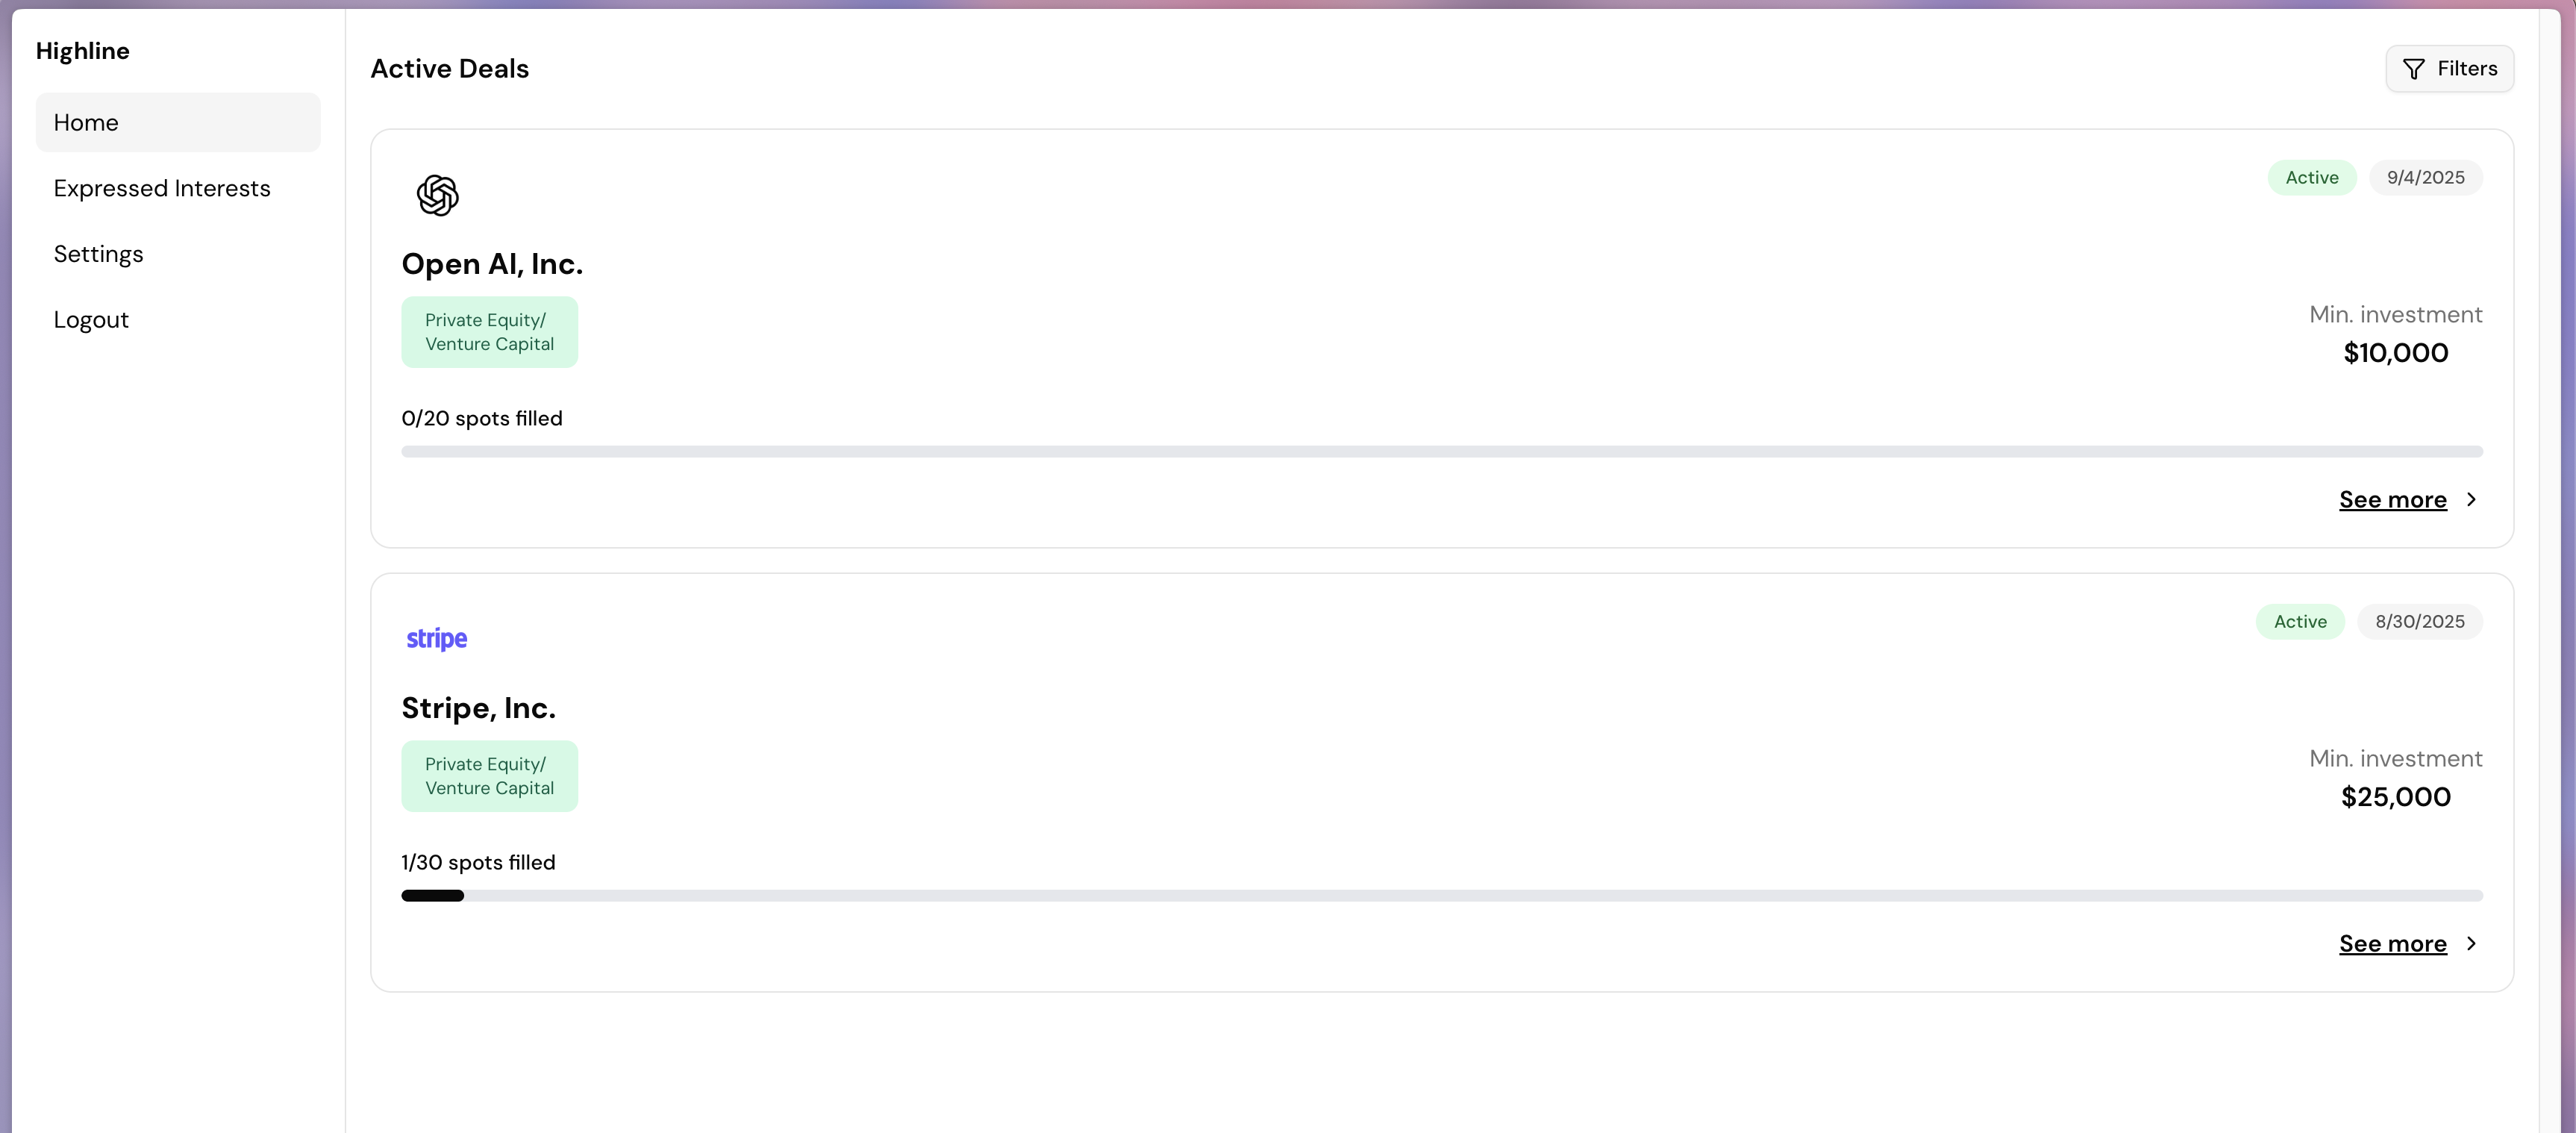 Highline
Home
Expressed Interests
Settings
Logout
Active Deals
Filters
Active
9/4/2025
Open AI, Inc.
Private Equity/
Venture Capital
Min. investment
$10,000
0/20 spots filled
See more
stripe
Active
8/30/2025
Stripe, Inc.
Private Equity/
Venture Capital
Min. investment
$25,000
1/30 spots filled
See more